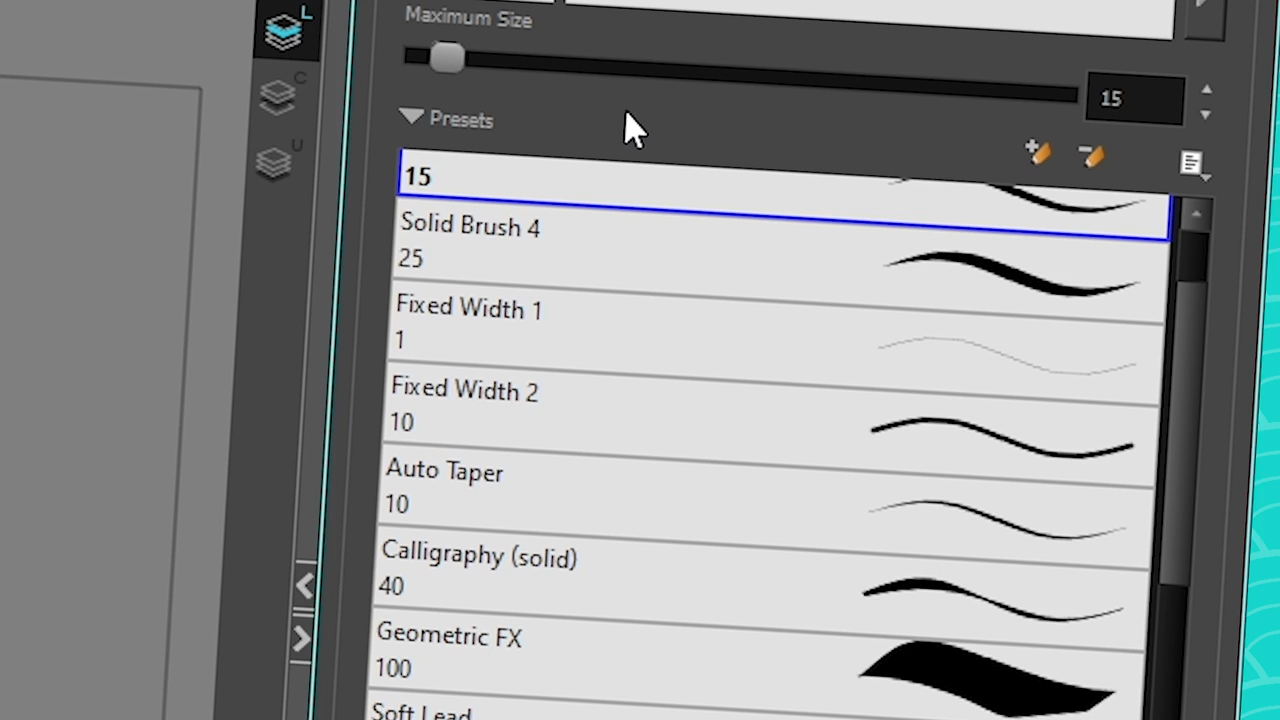 L
Maximum Size
15
C
Presets
U
15
Solid Brush 4
25
Fixed Width 1
1
Fixed Width 2
10
Auto Taper
10
Calligraphy (solid)
40
Geometric FX
100
Soft Lead